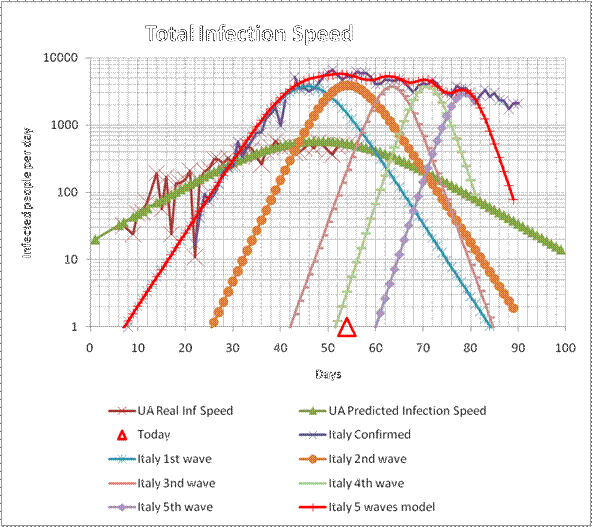 Total Infection Speed
10000
1000
100
10
1
Infected people per day
0 10 20 30 40 50 60 70 80 90 100
Days
UA Real Inf Speed UA Predicted Infection Speed
Today Italy Confirmed
Italy 1st wave Italy 2nd wave
Italy 3nd wave Italy 4th wave
Italy 5th wave Italy 5 waves model